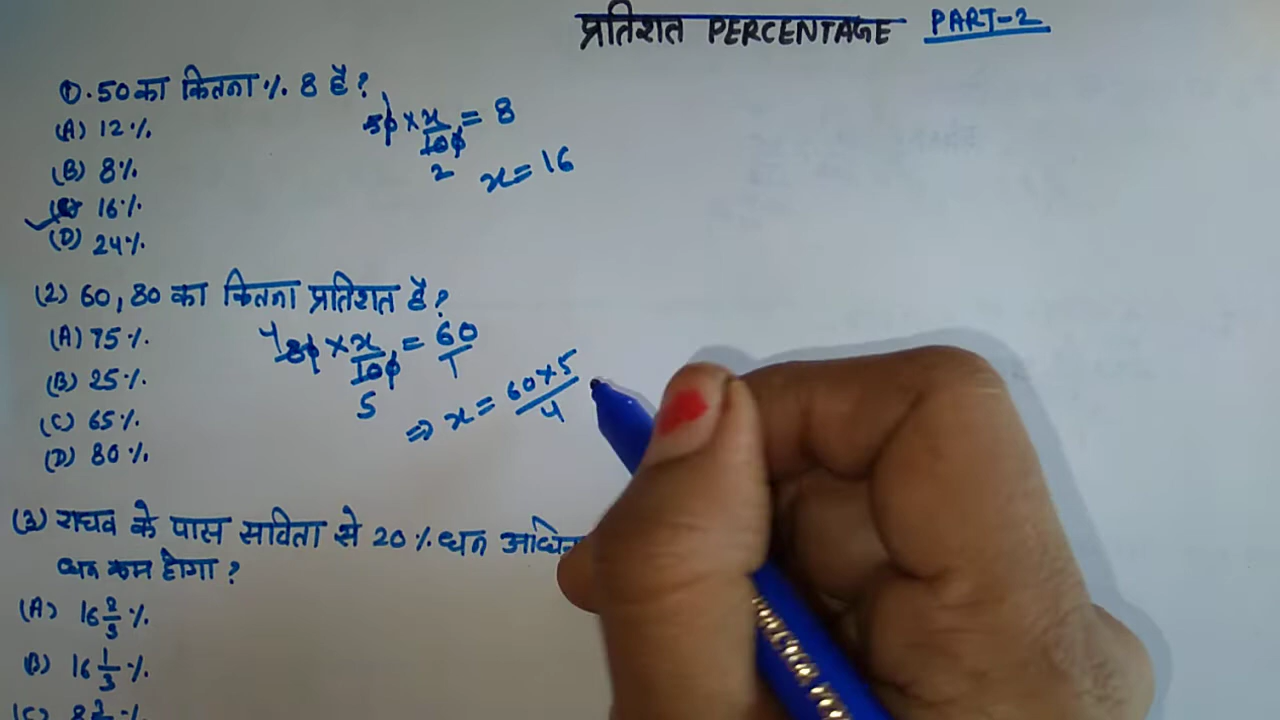 प्रतिशत PERCENTAGE PART-2
①. 50 का कितना % 8 है?
(A) 12%
(B) 8%
16%
(D) 24%
50 × x/100 = 8
2
x = 16
(2) 60, 80 का कितना प्रतिशत है?
(A) 75%
(B) 25%
(C) 65%
(D) 80%
4 80 × x/100 = 60/1
5
⇒ x = 60×5/4
(3) राघव के पास सविता से 20% धन
धन कम होगा?
(A) 16 2/3 %
(B) 16 1/3 %
(C) 8 %